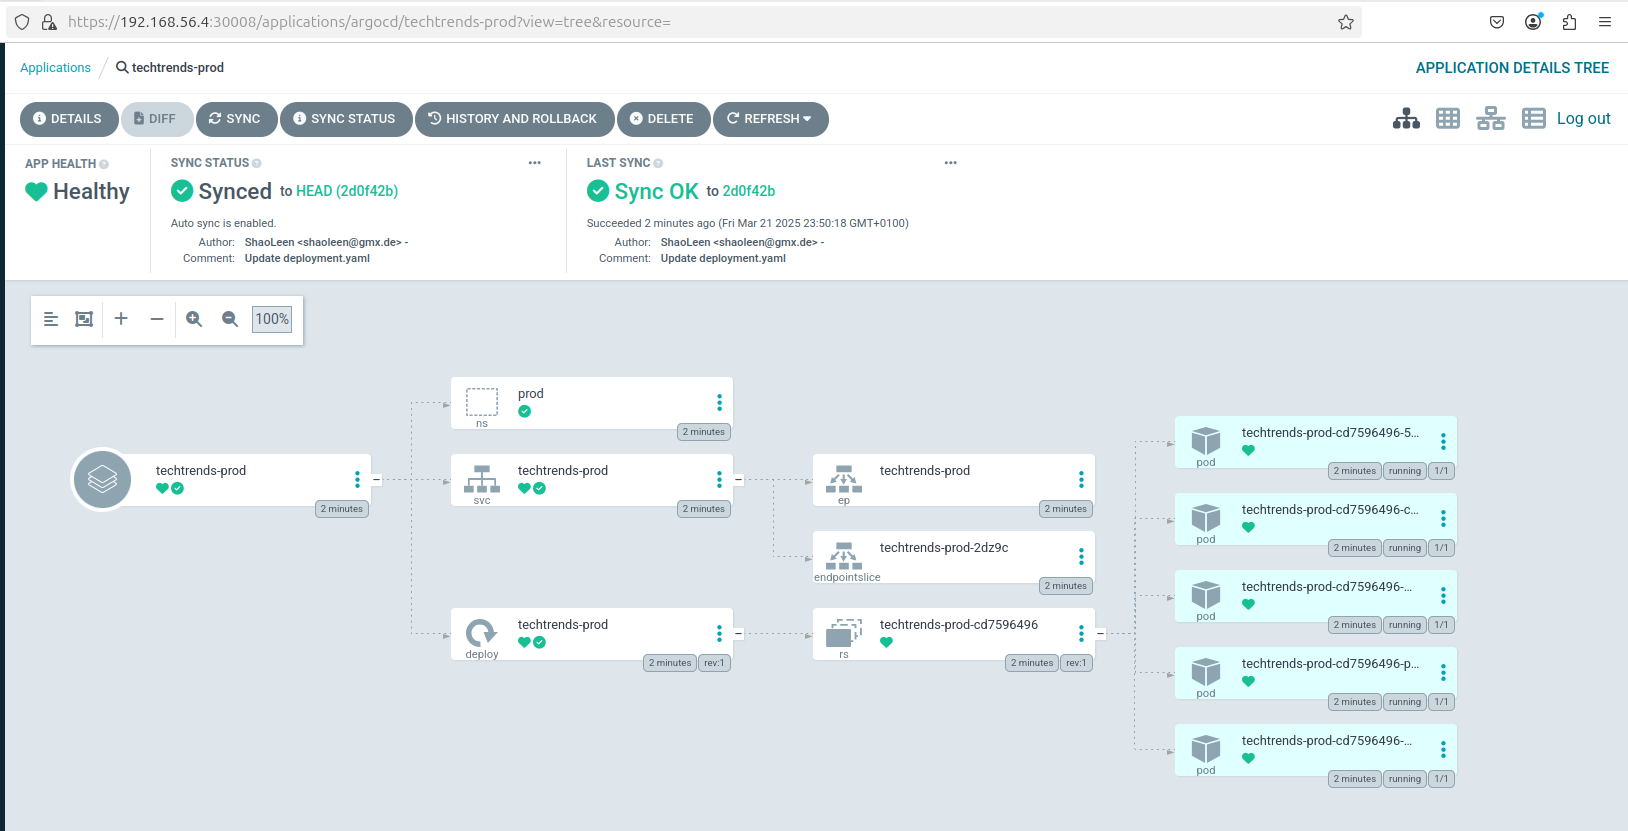 https://192.168.56.4:30008/applications/argocd/techtrends-prod?view=tree&resource=
Applications / techtrends-prod
APPLICATION DETAILS TREE
DETAILS DIFF SYNC SYNC STATUS HISTORY AND ROLLBACK DELETE REFRESH
Log out
APP HEALTH
Healthy
SYNC STATUS
Synced to HEAD (2d0f42b)
Auto sync is enabled.
Author: ShaoLeen <shaoleen@gmx.de> -
Comment: Update deployment.yaml
LAST SYNC
Sync OK to 2d0f42b
Succeeded 2 minutes ago (Fri Mar 21 2025 23:50:18 GMT+0100)
Author: ShaoLeen <shaoleen@gmx.de> -
Comment: Update deployment.yaml
100%
techtrends-prod
2 minutes
prod
ns
2 minutes
techtrends-prod
svc
2 minutes
techtrends-prod
deploy
2 minutes rev:1
techtrends-prod
ep
2 minutes
techtrends-prod-2dz9c
endpointslice
2 minutes
techtrends-prod-cd7596496
rs
2 minutes rev:1
techtrends-prod-cd7596496-5...
pod
2 minutes running 1/1
techtrends-prod-cd7596496-c...
pod
2 minutes running 1/1
techtrends-prod-cd7596496-...
pod
2 minutes running 1/1
techtrends-prod-cd7596496-p...
pod
2 minutes running 1/1
techtrends-prod-cd7596496-...
pod
2 minutes running 1/1